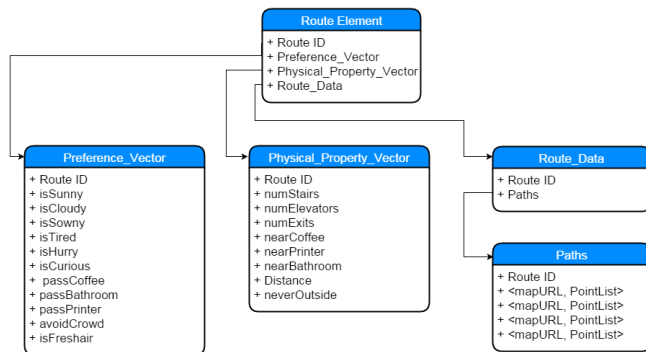 Route Element
+ Route ID
+ Preference_Vector
+ Physical_Property_Vector
+ Route_Data
Preference_Vector
+ Route ID
+ isSunny
+ isCloudy
+ isSowny
+ isTired
+ isHurry
+ isCurious
+ passCoffee
+ passBathroom
+ passPrinter
+ avoidCrowd
+ isFreshair
Physical_Property_Vector
+ Route ID
+ numStairs
+ numElevators
+ numExits
+ nearCoffee
+ nearPrinter
+ nearBathroom
+ Distance
+ neverOutside
Route_Data
+ Route ID
+ Paths
Paths
+ Route ID
+ <mapURL, PointList>
+ <mapURL, PointList>
+ <mapURL, PointList>
+ <mapURL, PointList>